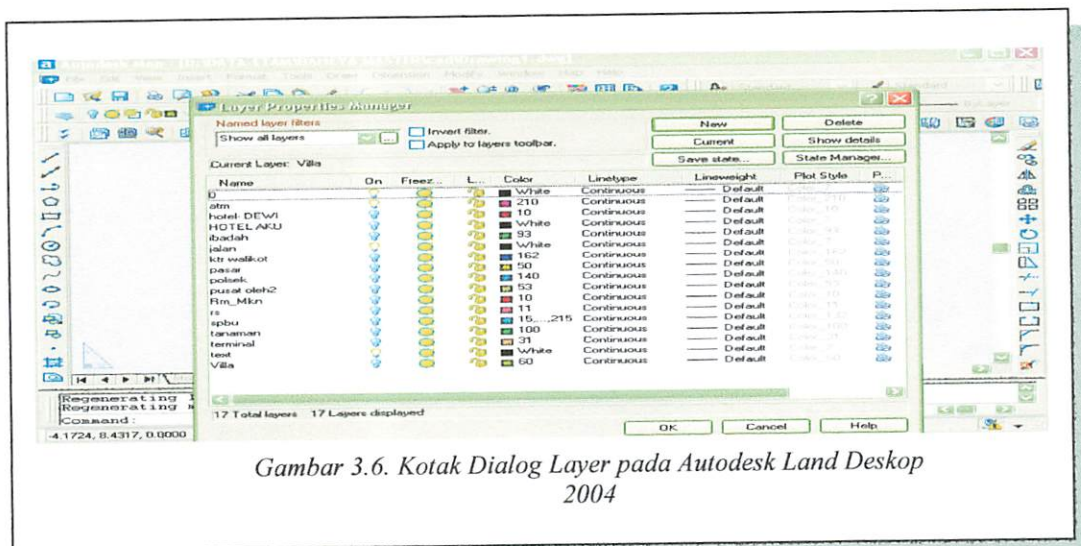 Layer Properties Manager
Named layer filters
Show all layers
Invert filter.
Apply to layers toolbar.
New
Delete
Current
Show details
Save state...
State Manager...
Current Layer: Villa
Name On Freez... L... Color Linetype Lineweight Plot Style P...
0 White Continuous Default
atm 210 Continuous Default
hotel DEWI 10 Continuous Default
HOTEL AKU White Continuous Default
ibadah 93 Continuous Default
jalan White Continuous Default
ktr walikot 162 Continuous Default
pasar 50 Continuous Default
polsek 140 Continuous Default
pusat oleh2 53 Continuous Default
Rm_Mkn 10 Continuous Default
rs 11 Continuous Default
spbu 15,...,215 Continuous Default
tanaman 100 Continuous Default
terminal 31 Continuous Default
text White Continuous Default
Villa 60 Continuous Default
17 Total layers 17 Layers displayed
OK Cancel Help
Regenerating
Regenerating
Command:
-4.1724, 8.4317, 0.0000
Gambar 3.6. Kotak Dialog Layer pada Autodesk Land Deskop
2004